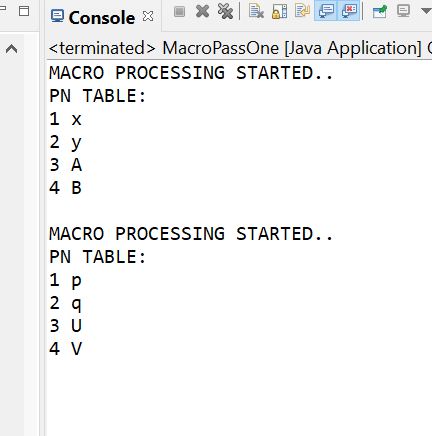 Console
<terminated> MacroPassOne [Java Application]
MACRO PROCESSING STARTED..
PN TABLE:
1 x
2 y
3 A
4 B
MACRO PROCESSING STARTED..
PN TABLE:
1 p
2 q
3 U
4 V